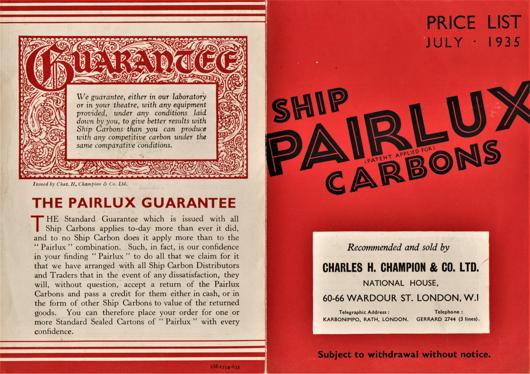 GUARANTEE
We guarantee, either in our laboratory
or in your theatre, with any equipment
provided, under any conditions laid
down by you, to give better results with
Ship Carbons than you can produce
with any competitive carbon under the
same comparative conditions.
Issued by Chas. H. Champion & Co. Ltd.
THE PAIRLUX GUARANTEE
THE Standard Guarantee which is issued with all
Ship Carbons applies to-day more than ever it did,
and to no Ship Carbon does it apply more than to the
"Pairlux" combination. Such, in fact, is our confidence
in your finding "Pairlux" to do all that we claim for it
that we have arranged with all Ship Carbon Distributors
and Traders that in the event of any dissatisfaction, they
will, without question, accept a return of the Pairlux
Carbons and pass a credit for them either in cash, or in
the form of other Ship Carbons to value of the returned
goods. You can therefore place your order for one or
more Standard Sealed Cartons of "Pairlux" with every
confidence.
PRICE LIST
JULY · 1935
SHIP
PAIRLUX
(PATENT APPLIED FOR)
CARBONS
Recommended and sold by
CHARLES H. CHAMPION & CO. LTD.
NATIONAL HOUSE,
60-66 WARDOUR ST. LONDON, W.I
Telegraphic Address: Telephone:
KARBONIMPO, RATH, LONDON. GERRARD 2744 (3 lines).
Subject to withdrawal without notice.